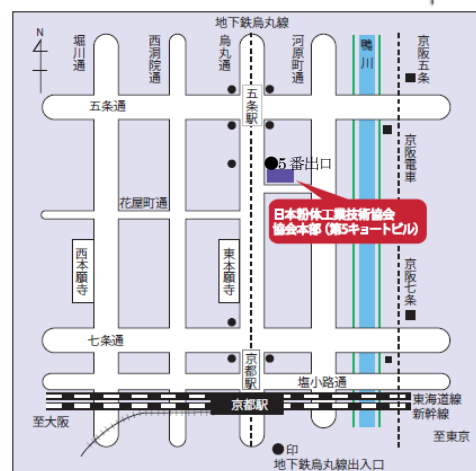 地下鉄烏丸線
N
堀川通
西洞院通
烏丸通
河原町通
鴨川
京阪五条
五条通
五条駅
京阪電車
5番出口
花屋町通
日本粉体工業技術協会
協会本部(第5キョートビル)
西本願寺
東本願寺
京阪七条
七条通
京都駅
塩小路通
京都駅
東海道線
新幹線
至大阪
至東京
●印
地下鉄烏丸線出入口